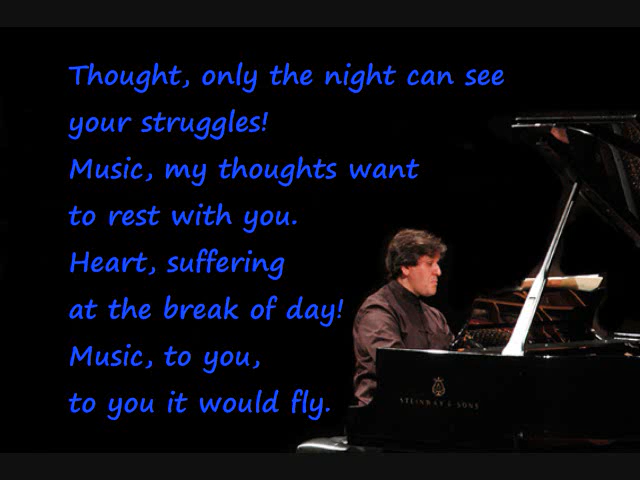 Thought, only the night can see
your struggles!
Music, my thoughts want
to rest with you.
Heart, suffering
at the break of day!
Music, to you,
to you it would fly.
STEINWAY & SONS